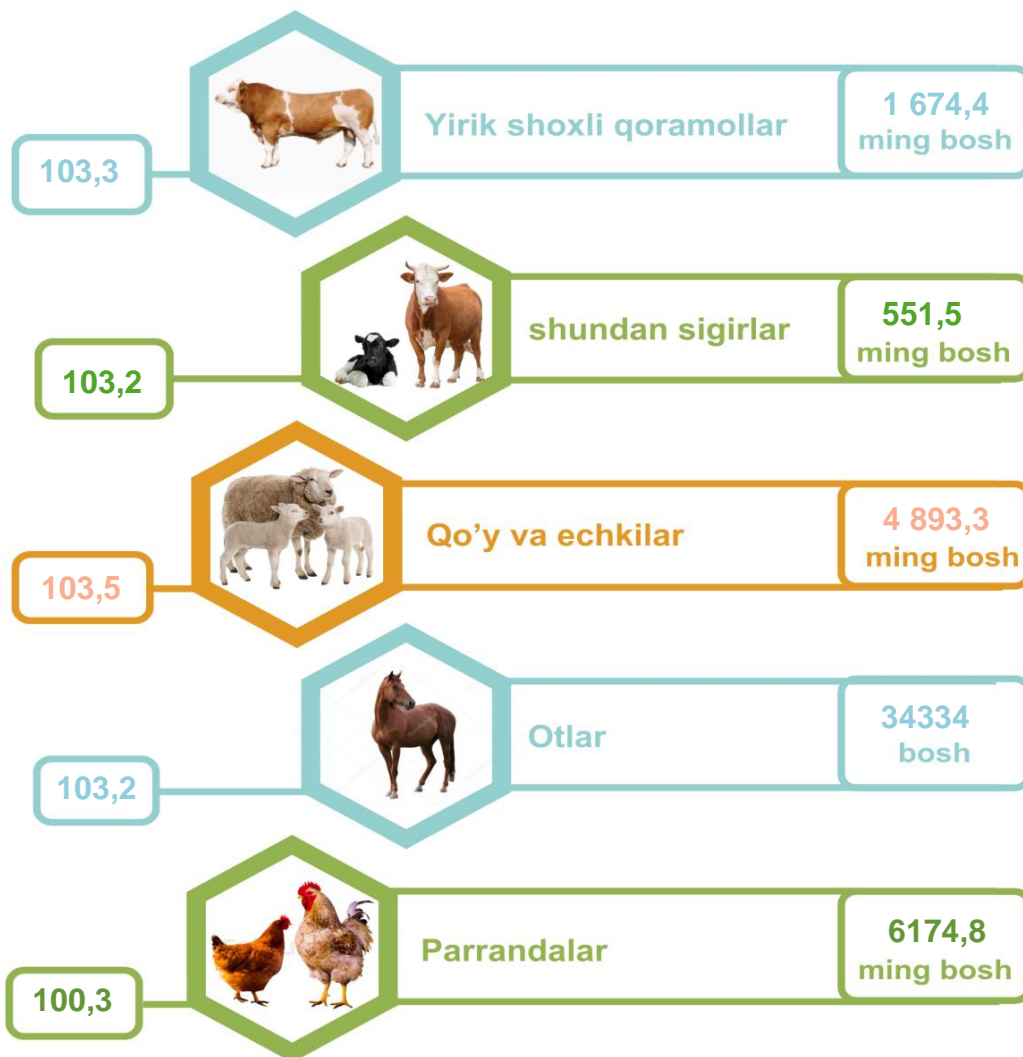 Yirik shoxli qoramollar
1 674,4
ming bosh
103,3
shundan sigirlar
551,5
ming bosh
103,2
Qo’y va echkilar
4 893,3
ming bosh
103,5
Otlar
34334
bosh
103,2
Parrandalar
6174,8
ming bosh
100,3